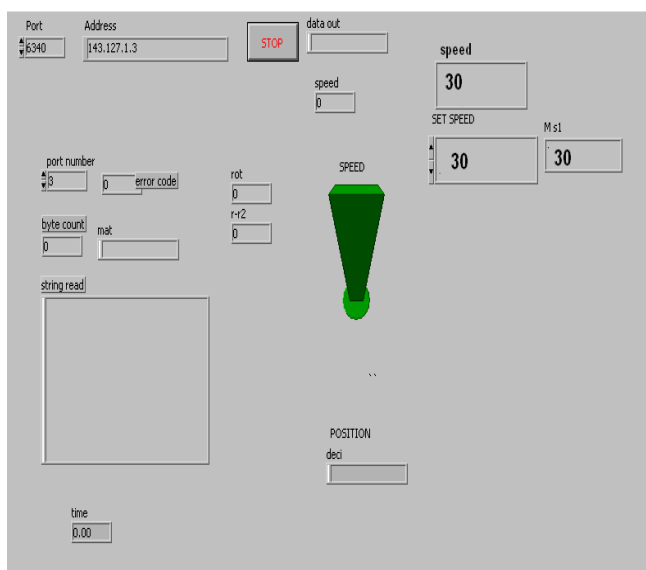 Port
Address
data out
6340
143.127.1.3
STOP
speed
30
speed
0
SET SPEED
30
M s1
30
port number
3
0
error code
rot
0
SPEED
r-r2
0
byte count
0
mat
string read
POSITION
deci
time
0.00